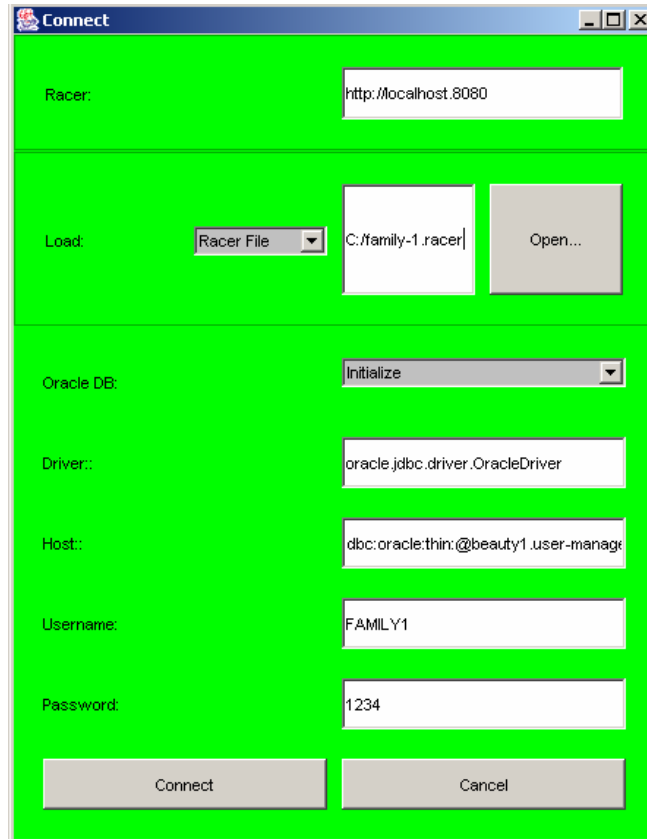 Connect
Racer:
http://localhost.8080
Load:
Racer File
C:/family-1.racer
Open...
Oracle DB:
Initialize
Driver::
oracle.jdbc.driver.OracleDriver
Host::
dbc:oracle:thin:@beauty1.user-manage
Username:
FAMILY1
Password:
1234
Connect
Cancel